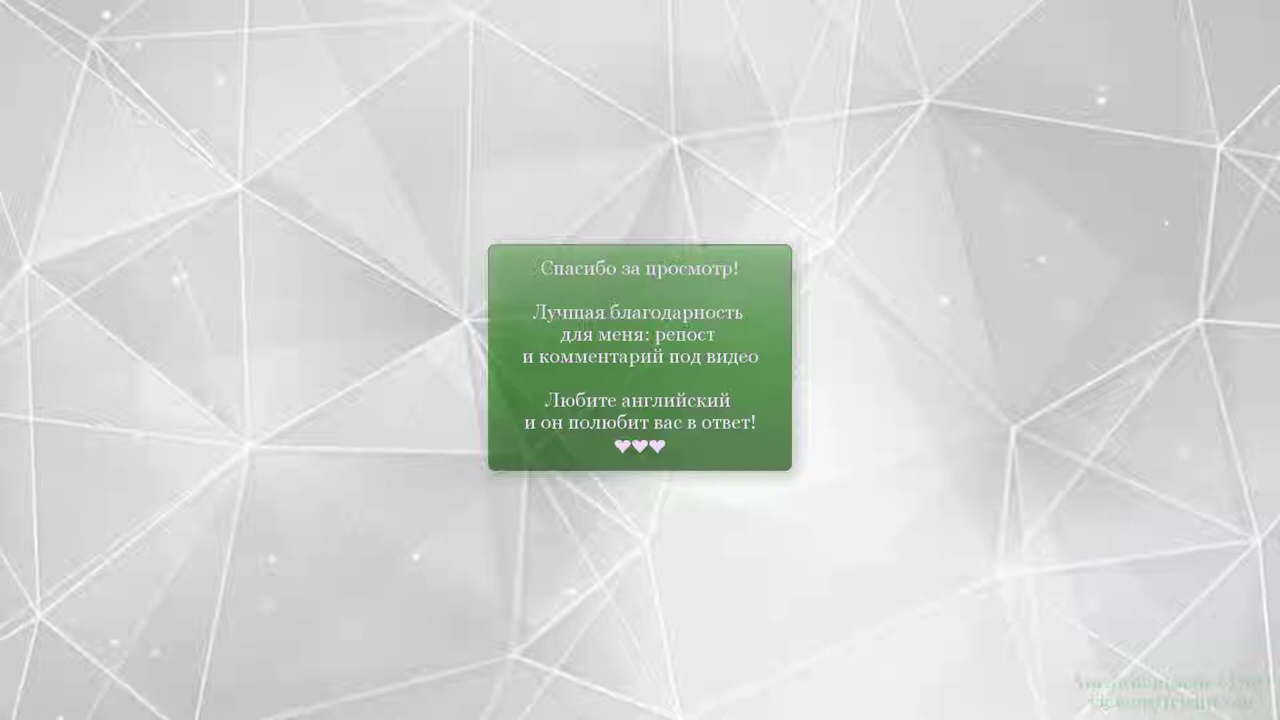 Спасибо за просмотр!
Лучшая благодарность
для меня: репост
и комментарий под видео
Любите английский
и он полюбит вас в ответ!
♥♥♥